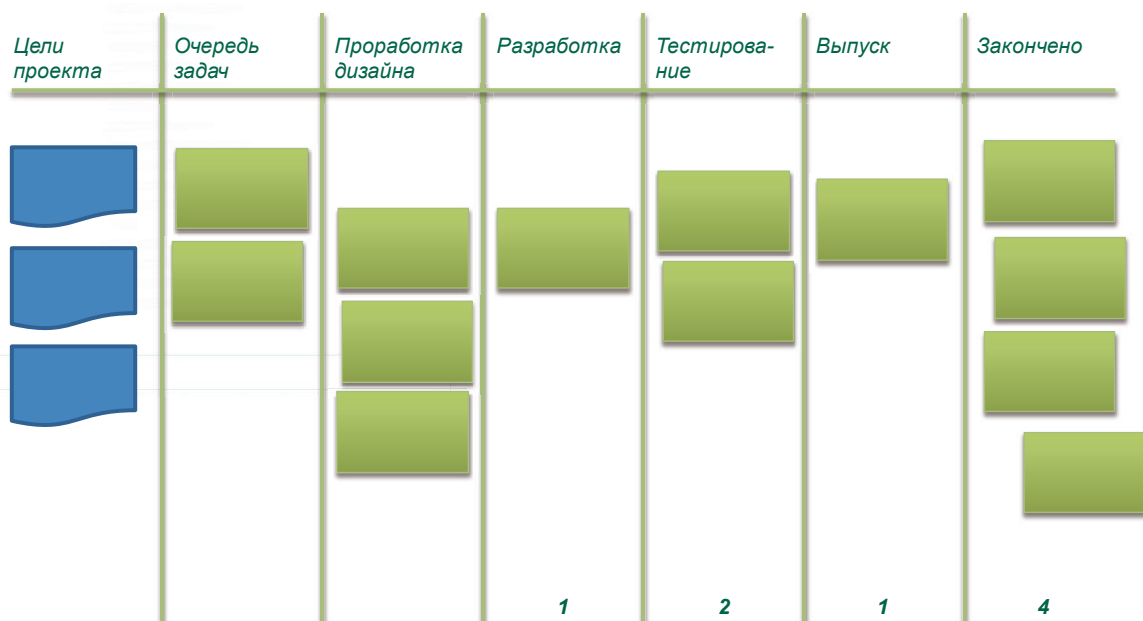 Цели
проекта
Очередь
задач
Проработка
дизайна
Разработка
Тестирова-
ние
Выпуск
Закончено
1
2
1
4